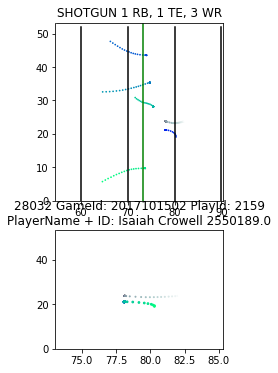 SHOTGUN 1 RB, 1 TE, 3 WR
50
40
30
20
10
0
60 70 80 90
28032 GameId: 2017101502 PlayId: 2159
PlayerName + ID: Isaiah Crowell 2550189.0
40
20
0
75.0 77.5 80.0 82.5 85.0